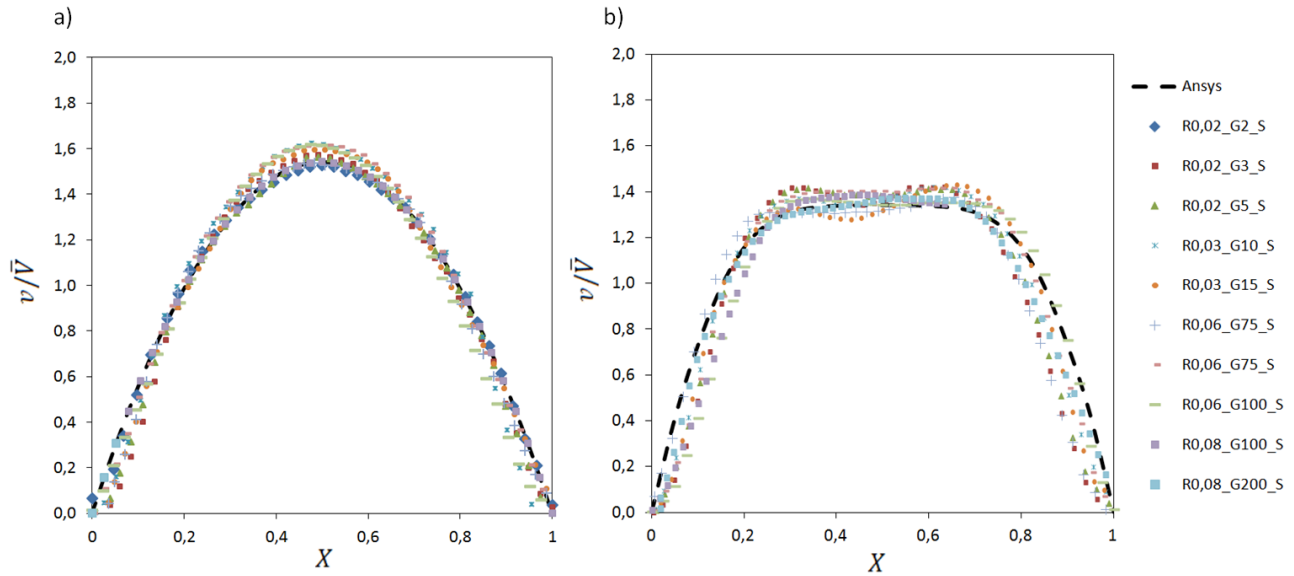 a)
2,0
1,8
1,6
1,4
1,2
1,0
0,8
0,6
0,4
0,2
0,0
0 0,2 0,4 0,6 0,8 1
v/V̅
X
b)
2,0
1,8
1,6
1,4
1,2
1,0
0,8
0,6
0,4
0,2
0,0
0 0,2 0,4 0,6 0,8 1
v/V̅
X
Ansys
R0,02_G2_S
R0,02_G3_S
R0,02_G5_S
R0,03_G10_S
R0,03_G15_S
R0,06_G75_S
R0,06_G75_S
R0,06_G100_S
R0,08_G100_S
R0,08_G200_S